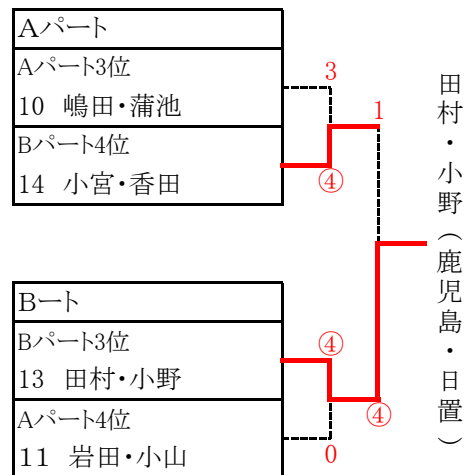 Aパート
Aパート3位
10 嶋田・蒲池
Bパート4位
14 小宮・香田
3
④
1
Bート
Bパート3位
13 田村・小野
Aパート4位
11 岩田・小山
④
0
④
田村・小野(鹿児島・日置)